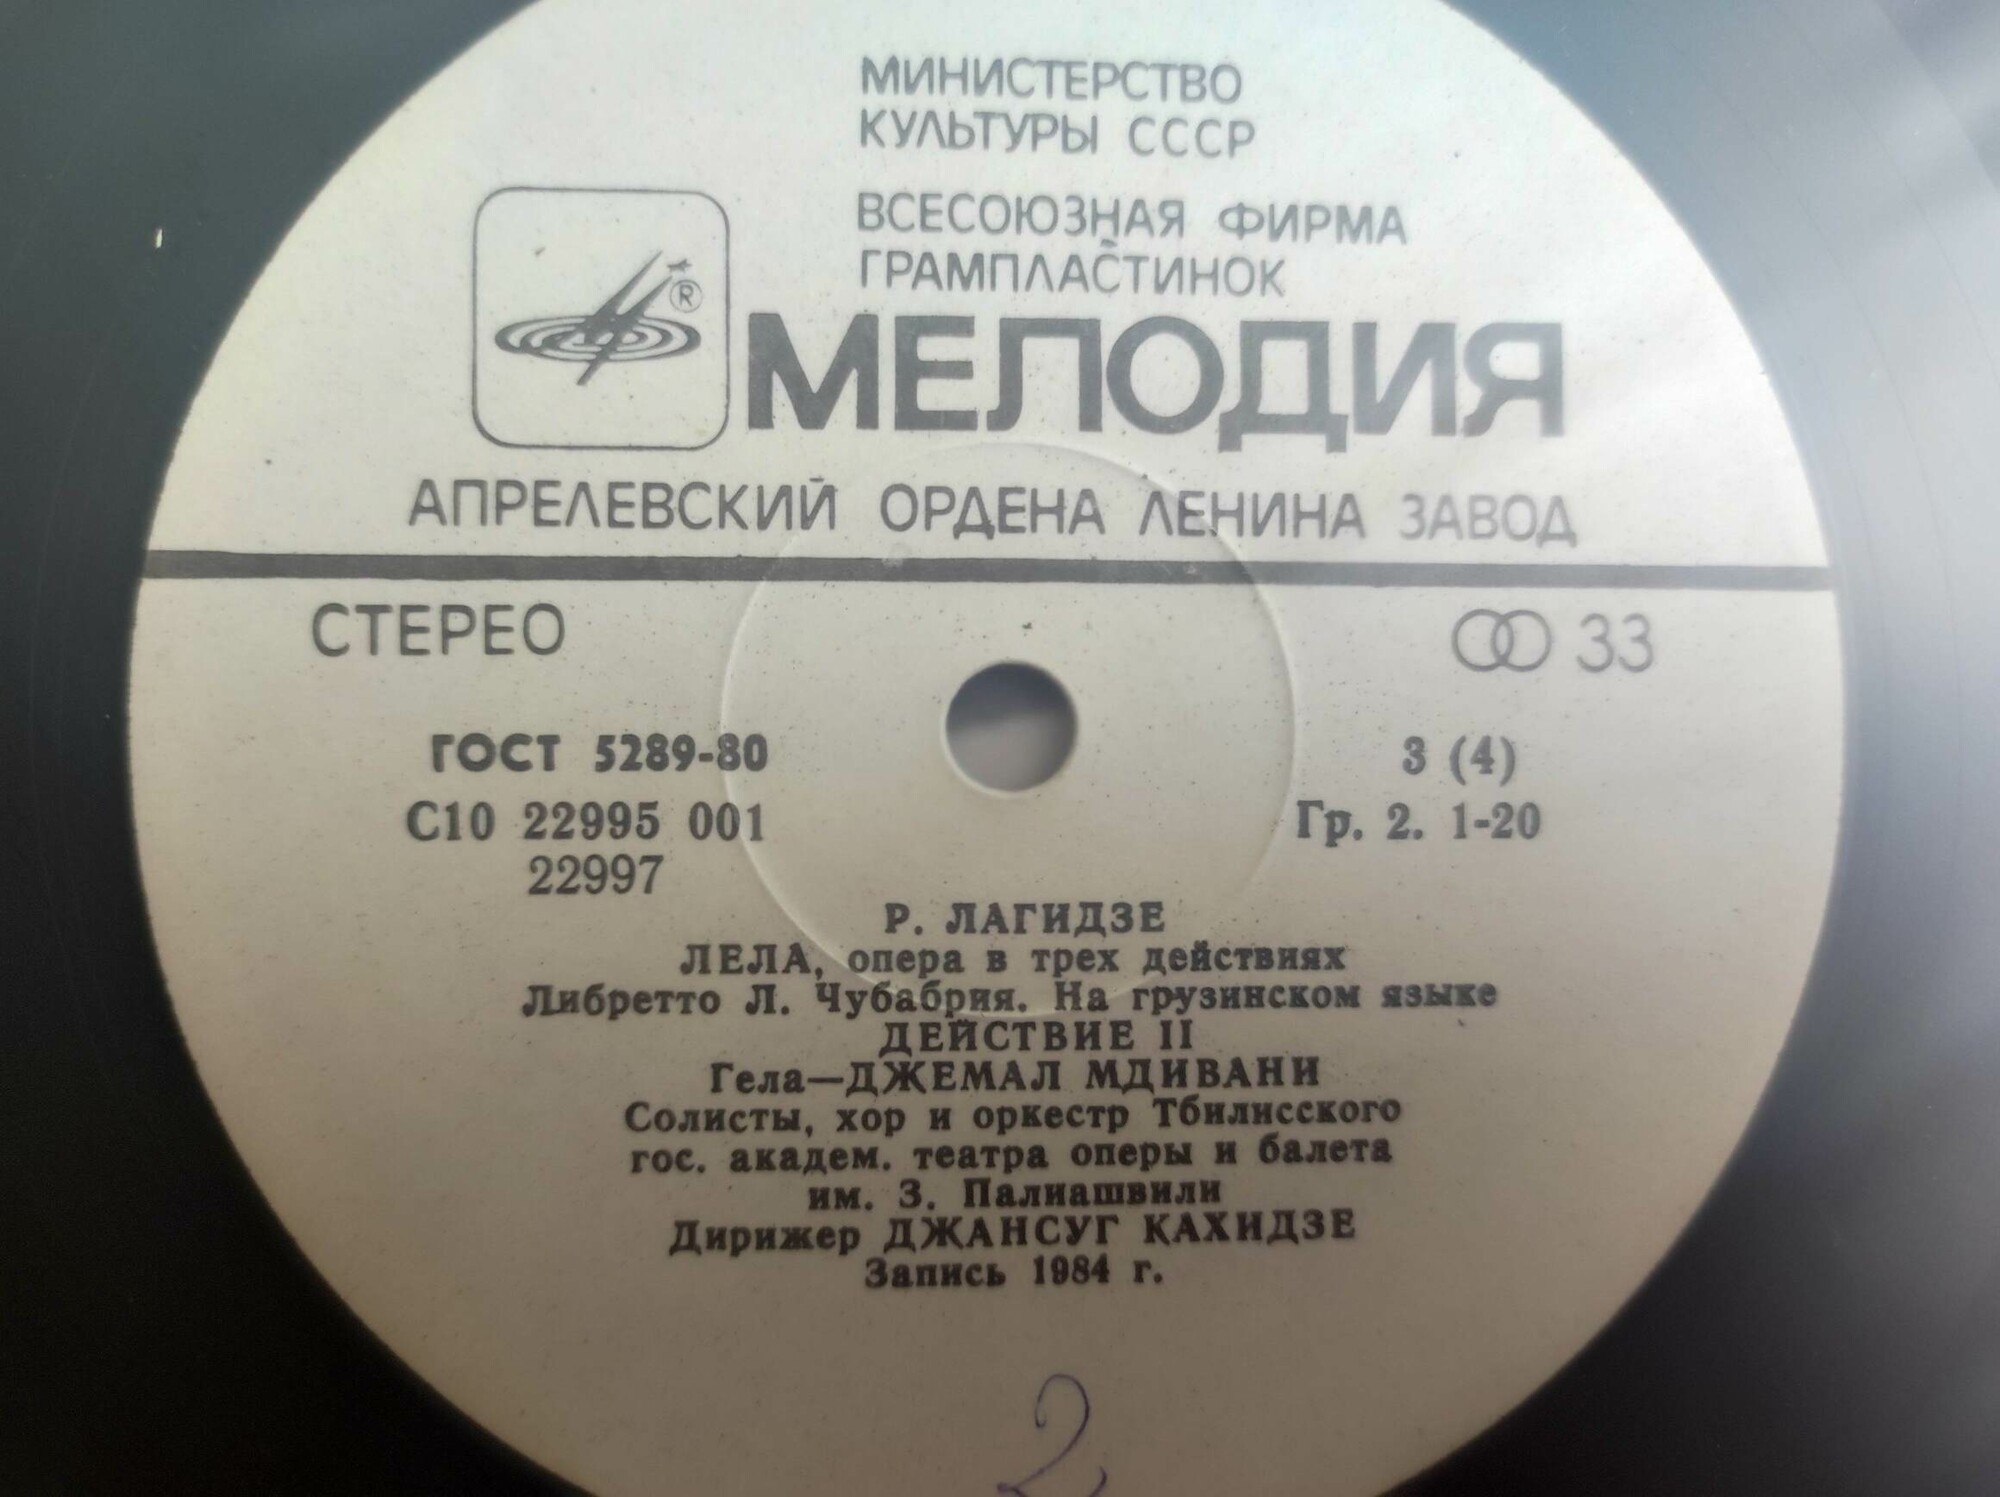 МИНИСТЕРСТВО
КУЛЬТУРЫ СССР
ВСЕСОЮЗНАЯ ФИРМА
ГРАМПЛАСТИНОК
®
МЕЛОДИЯ
АПРЕЛЕВСКИЙ ОРДЕНА ЛЕНИНА ЗАВОД
СТЕРЕО
33
ГОСТ 5289-80
3 (4)
С10 22995 001
Гр. 2. 1-20
22997
Р. ЛАГИДЗЕ
ЛЕЛА, опера в трех действиях
Либретто Л. Чубабрия. На грузинском языке
ДЕЙСТВИЕ II
Гела—ДЖЕМАЛ МДИВАНИ
Солисты, хор и оркестр Тбилисского
гос. академ. театра оперы и балета
им. З. Палиашвили
Дирижер ДЖАНСУГ КАХИДЗЕ
Запись 1984 г.
2